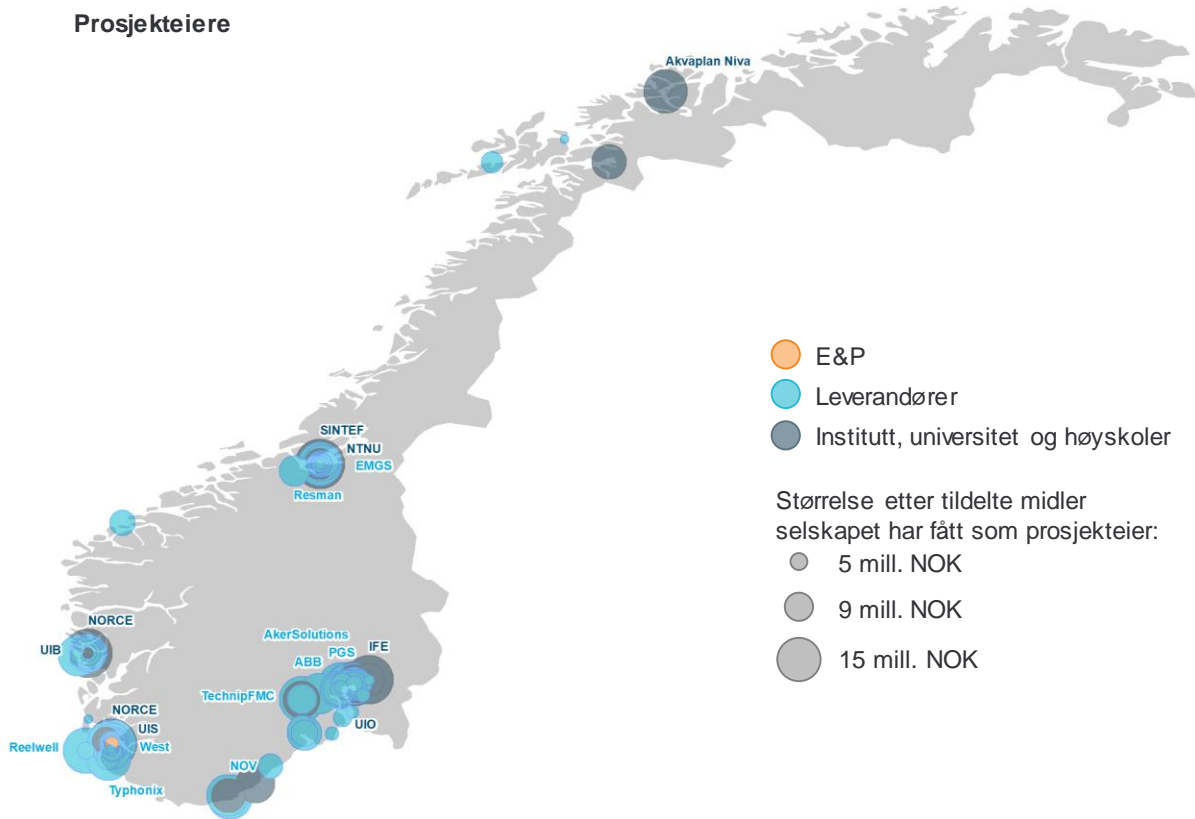 Prosjekteiere
Akvaplan Niva
E&P
Leverandører
Institutt, universitet og høyskoler
SINTEF
NTNU
EMGS
Resman
Størrelse etter tildelte midler
selskapet har fått som prosjekteier:
5 mill. NOK
9 mill. NOK
15 mill. NOK
NORCE
UIB
AkerSolutions
IFE
PGS
ABB
TechnipFMC
NORCE
UIS
UIO
Reelwell
West
NOV
Typhonix